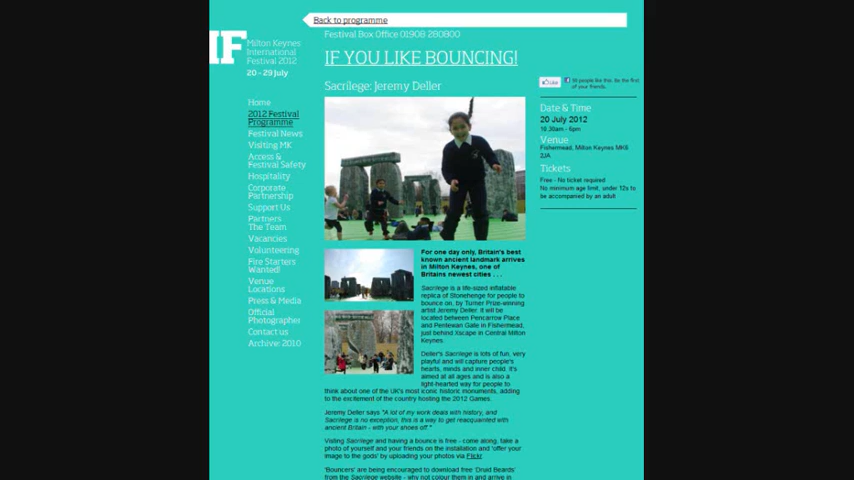 Back to programme
IF
Milton Keynes
International
Festival 2012
20 - 29 July
Festival Box Office 01908 280800
IF YOU LIKE BOUNCING!
Sacrilege: Jeremy Deller
Home
2012 Festival
Programme
Festival News
Visiting MK
Access &
Festival Safety
Hospitality
Corporate
Partnership
Support Us
Partners
The Team
Vacancies
Volunteering
Fire Starters
Wanted!
Venue
Locations
Press & Media
Official
Photographer
Contact us
Archive: 2010
For one day only, Britain's best
known ancient landmark arrives
in Milton Keynes, one of
Britains newest cities . . .
Sacrilege is a life-sized inflatable
replica of Stonehenge for people to
bounce on, by Turner Prize-winning
artist Jeremy Deller. It will be
located between Pencarrow Place
and Pentewan Gate in Fishermead,
just behind Xscape in Central Milton
Keynes.
Deller's Sacrilege is lots of fun, very
playful and will capture people's
hearts, minds and inner child. It's
aimed at all ages and is also a
light-hearted way for people to
think about one of the UK's most iconic historic monuments, adding
to the excitement of the country hosting the 2012 Games.
Jeremy Deller says "A lot of my work deals with history, and
Sacrilege is no exception, this is a way to get reacquainted with
ancient Britain - with your shoes off."
Visiting Sacrilege and having a bounce is free - come along, take a
photo of yourself and your friends on the installation and 'offer your
image to the gods' by uploading your photos via Flickr
'Bouncers' are being encouraged to download free 'Druid Beards'
from the Sacrilege website - why not colour them in and arrive in
Like
people like this. Be the first
of your friends.
Date & Time
20 July 2012
10.30am - 6pm
Venue
Fishermead, Milton Keynes MK6
2JA
Tickets
Free - No ticket required
No minimum age limit, under 12s to
be accompanied by an adult